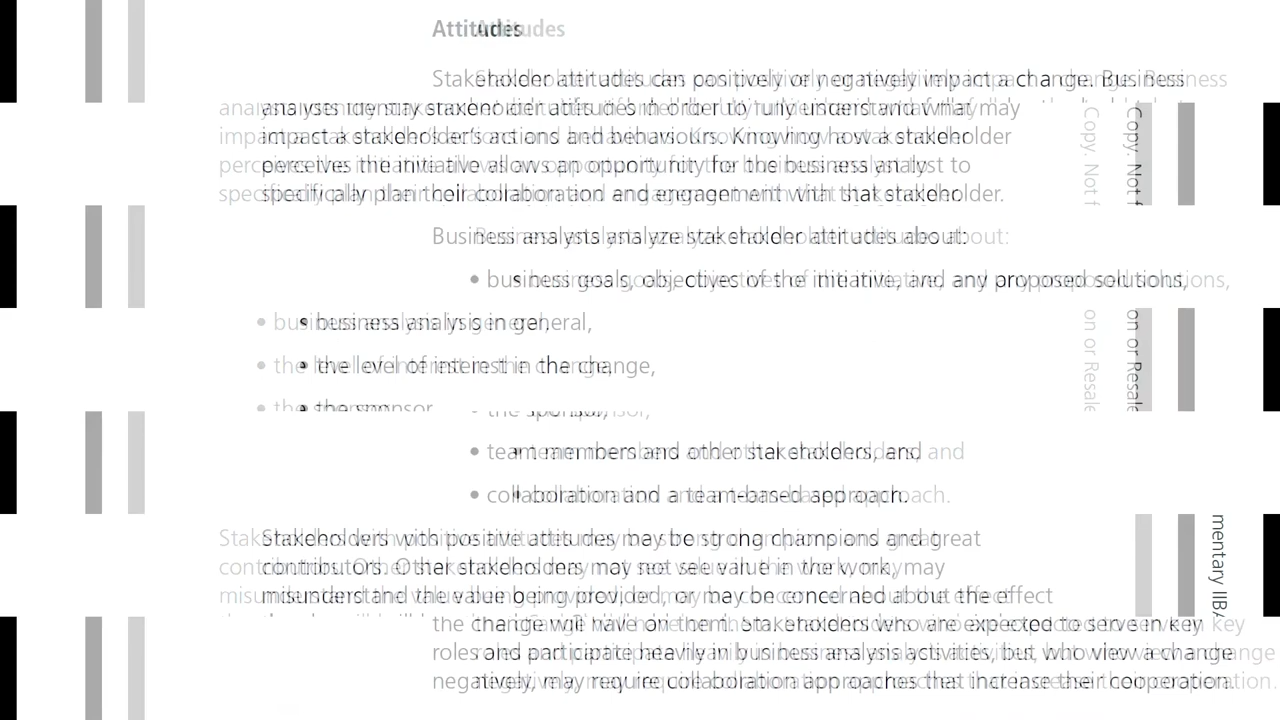 Attitudes
Stakeholder attitudes can positively or negatively impact a change. Business
analysts identify stakeholder attitudes in order to fully understand what may
impact a stakeholder's actions and behaviours. Knowing how a stakeholder
perceives the initiative allows an opportunity for the business analyst to
specifically plan their collaboration and engagement with that stakeholder.
Business analysts analyze stakeholder attitudes about:
• business goals, objectives of the initiative, and any proposed solutions,
• business analysis in general,
• the level of interest in the change,
• the sponsor,
• team members and other stakeholders, and
• collaboration and a team-based approach.
Stakeholders with positive attitudes may be strong champions and great
contributors. Other stakeholders may not see value in the work, may
misunderstand the value being provided, or may be concerned about the effect
the change will have on them. Stakeholders who are expected to serve in key
roles and participate heavily in business analysis activities, but who view a change
negatively, may require collaboration approaches that increase their cooperation.
Copy. Not f
on or Resale
mentary IIBA